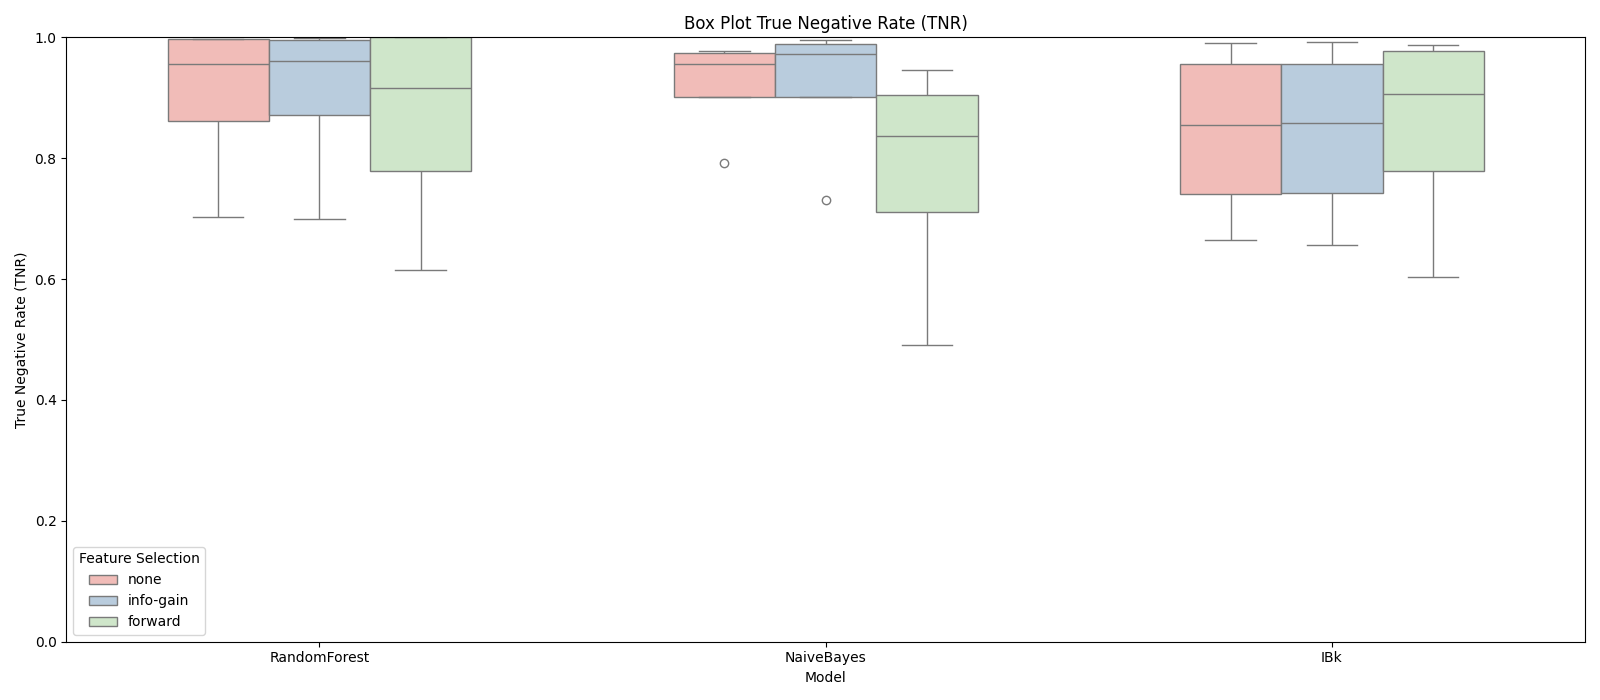 Box Plot True Negative Rate (TNR)
True Negative Rate (TNR)
1.0
0.8
0.6
0.4
0.2
0.0
Feature Selection
none
info-gain
forward
RandomForest
NaiveBayes
IBk
Model